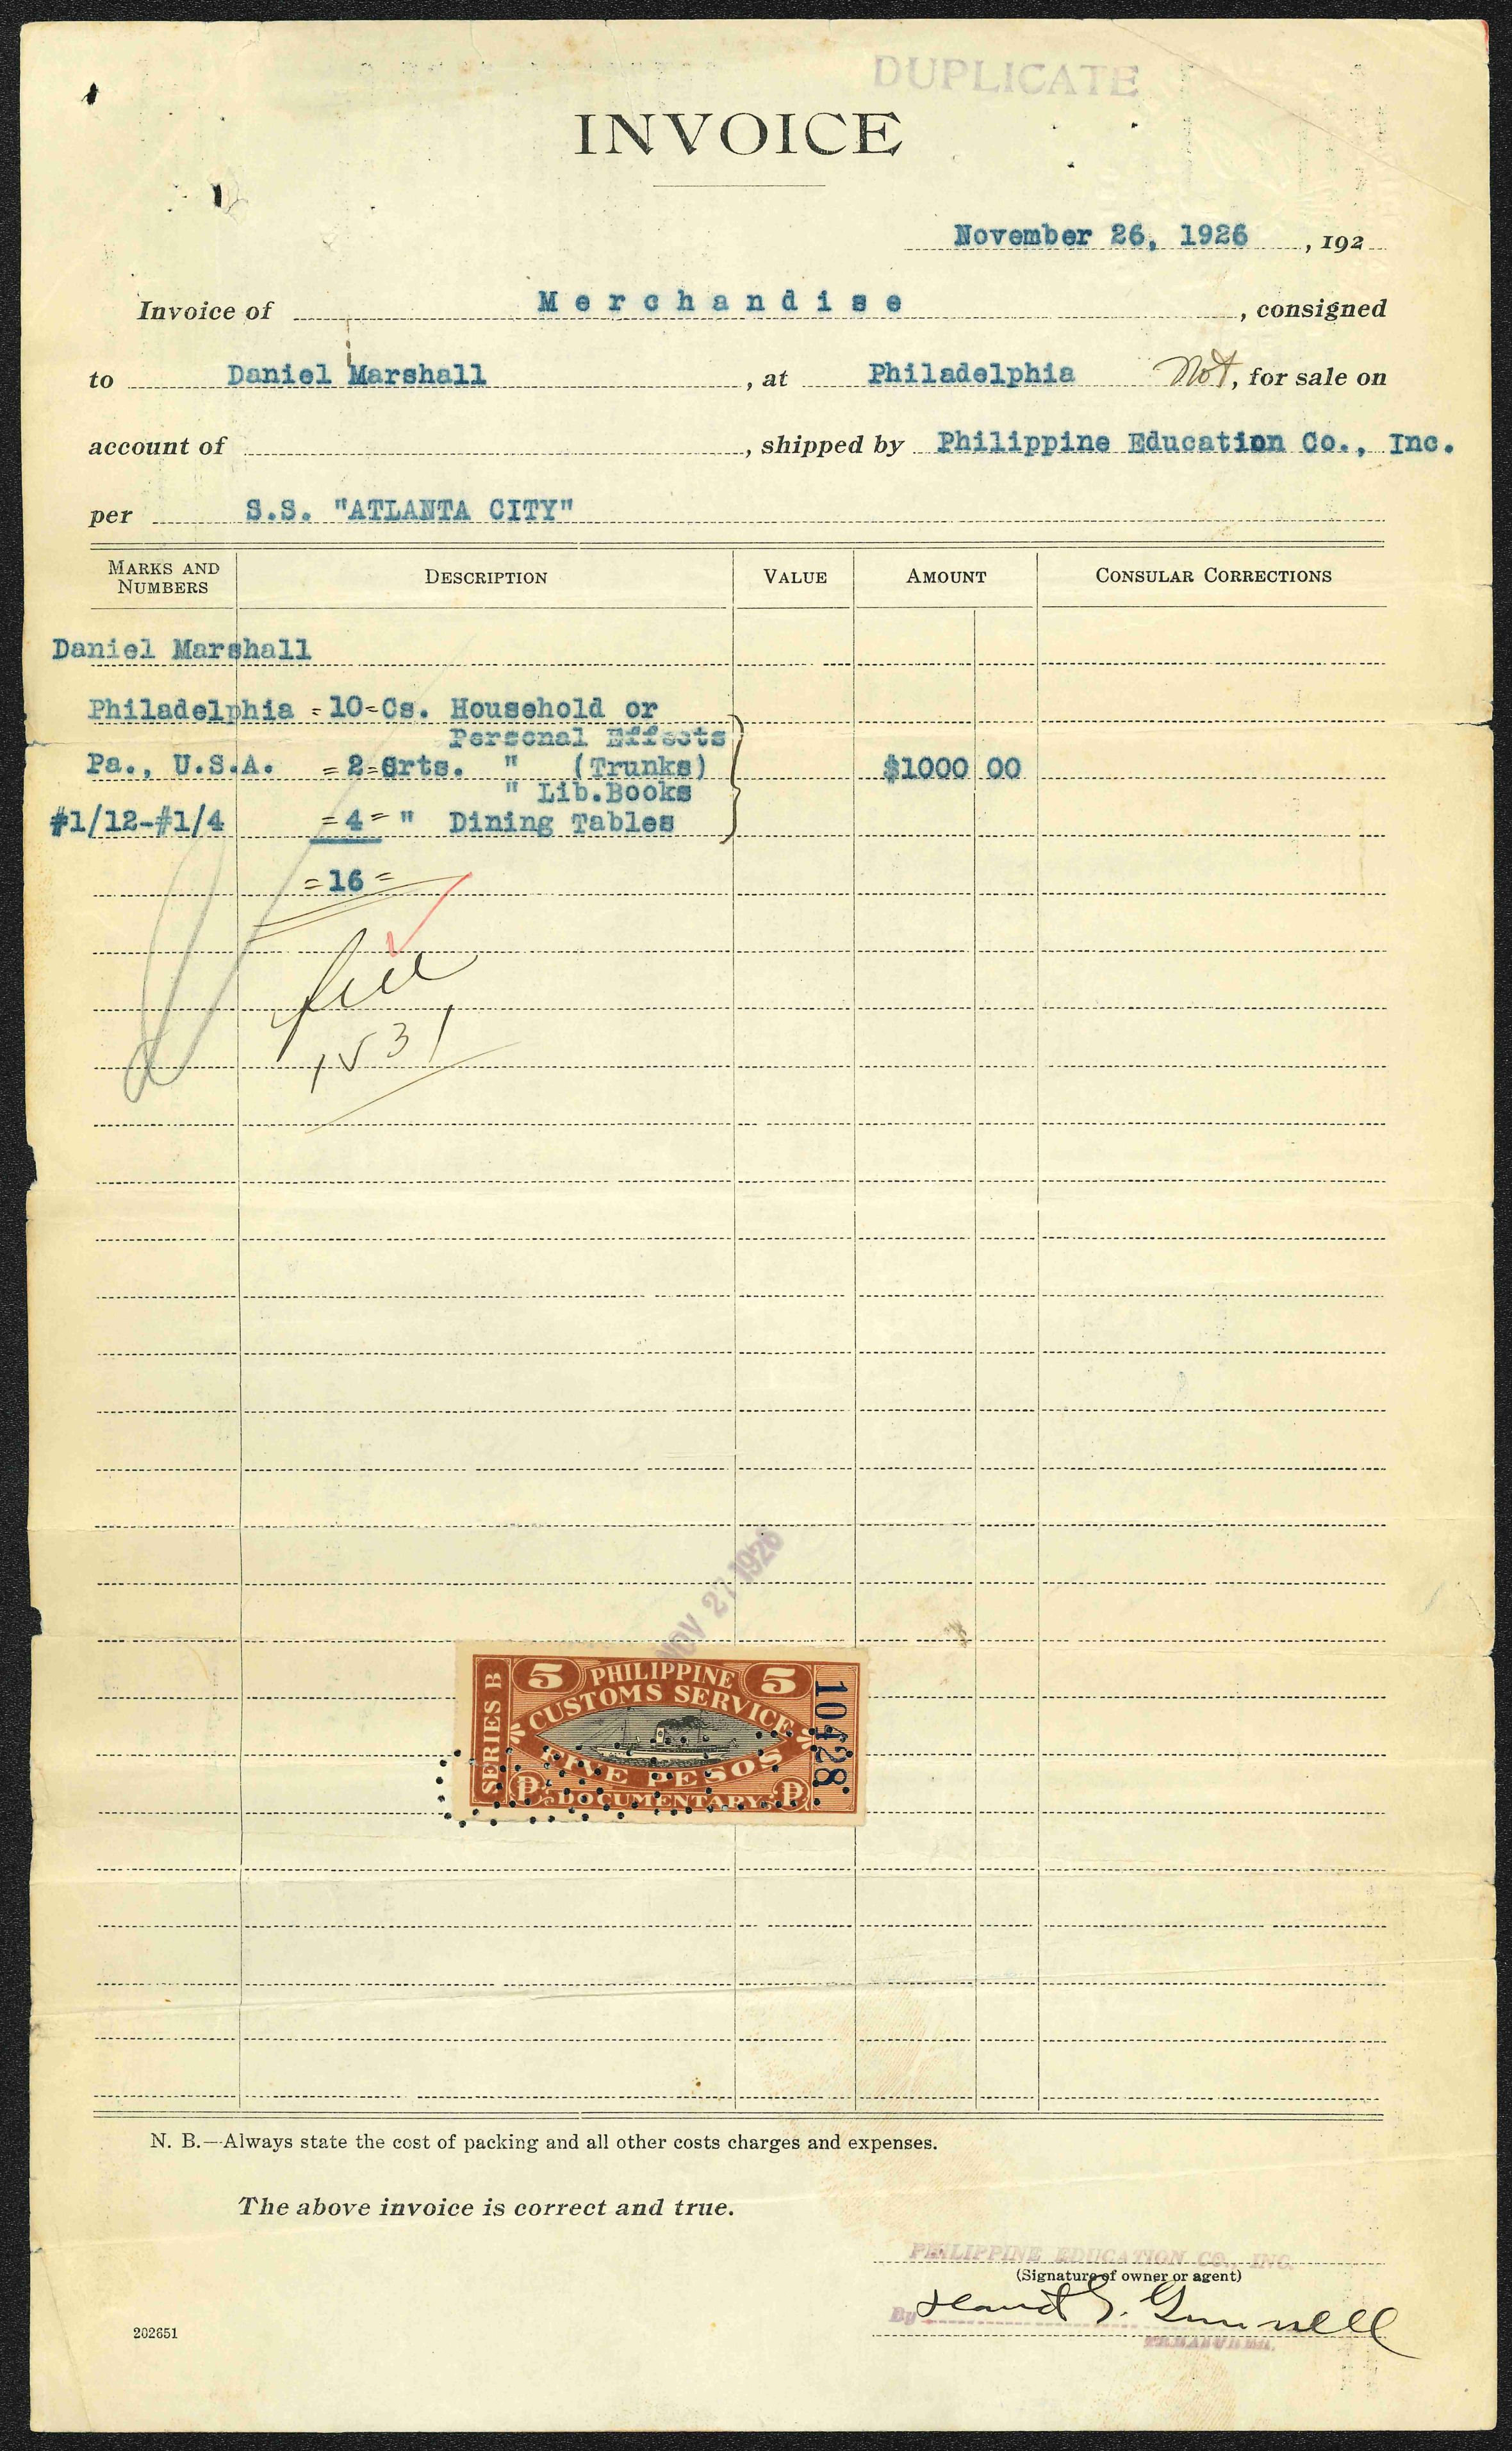 DUPLICATE
INVOICE
November 26, 1926, 192
Invoice of Merchandise, consigned
to Daniel Marshall, at Philadelphia Not, for sale on
account of , shipped by Philippine Education Co., Inc.
per S.S. "ATLANTA CITY"
MARKS AND NUMBERS DESCRIPTION VALUE AMOUNT CONSULAR CORRECTIONS
Daniel Marshall
Philadelphia =10=Cs. Household or
Personal Effects
Pa., U.S.A. =2=Crts. " (Trunks) $1000 00
" Lib.Books
#1/12-#1/4 =4= " Dining Tables
=16=
free
1531
NOV 27 1926
SERIES B
5 PHILIPPINE 5
CUSTOMS SERVICE
FIVE PESOS
P DOCUMENTARY P
10428
N. B.—Always state the cost of packing and all other costs charges and expenses.
The above invoice is correct and true.
PHILIPPINE EDUCATION CO., INC.
(Signature of owner or agent)
By
TREASURER.
202651